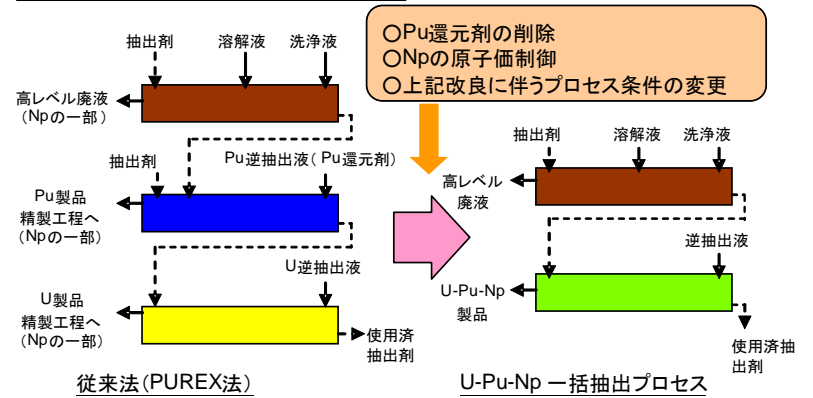 ○Pu還元剤の削除
○Npの原子価制御
○上記改良に伴うプロセス条件の変更
抽出剤
溶解液
洗浄液
高レベル廃液
(Npの一部)
抽出剤
Pu逆抽出液(Pu還元剤)
Pu製品
精製工程へ
(Npの一部)
U逆抽出液
U製品
精製工程へ
(Npの一部)
使用済
抽出剤
従来法(PUREX法)
抽出剤
溶解液
洗浄液
高レベル
廃液
逆抽出液
U-Pu-Np
製品
使用済抽
出剤
U-Pu-Np 一括抽出プロセス